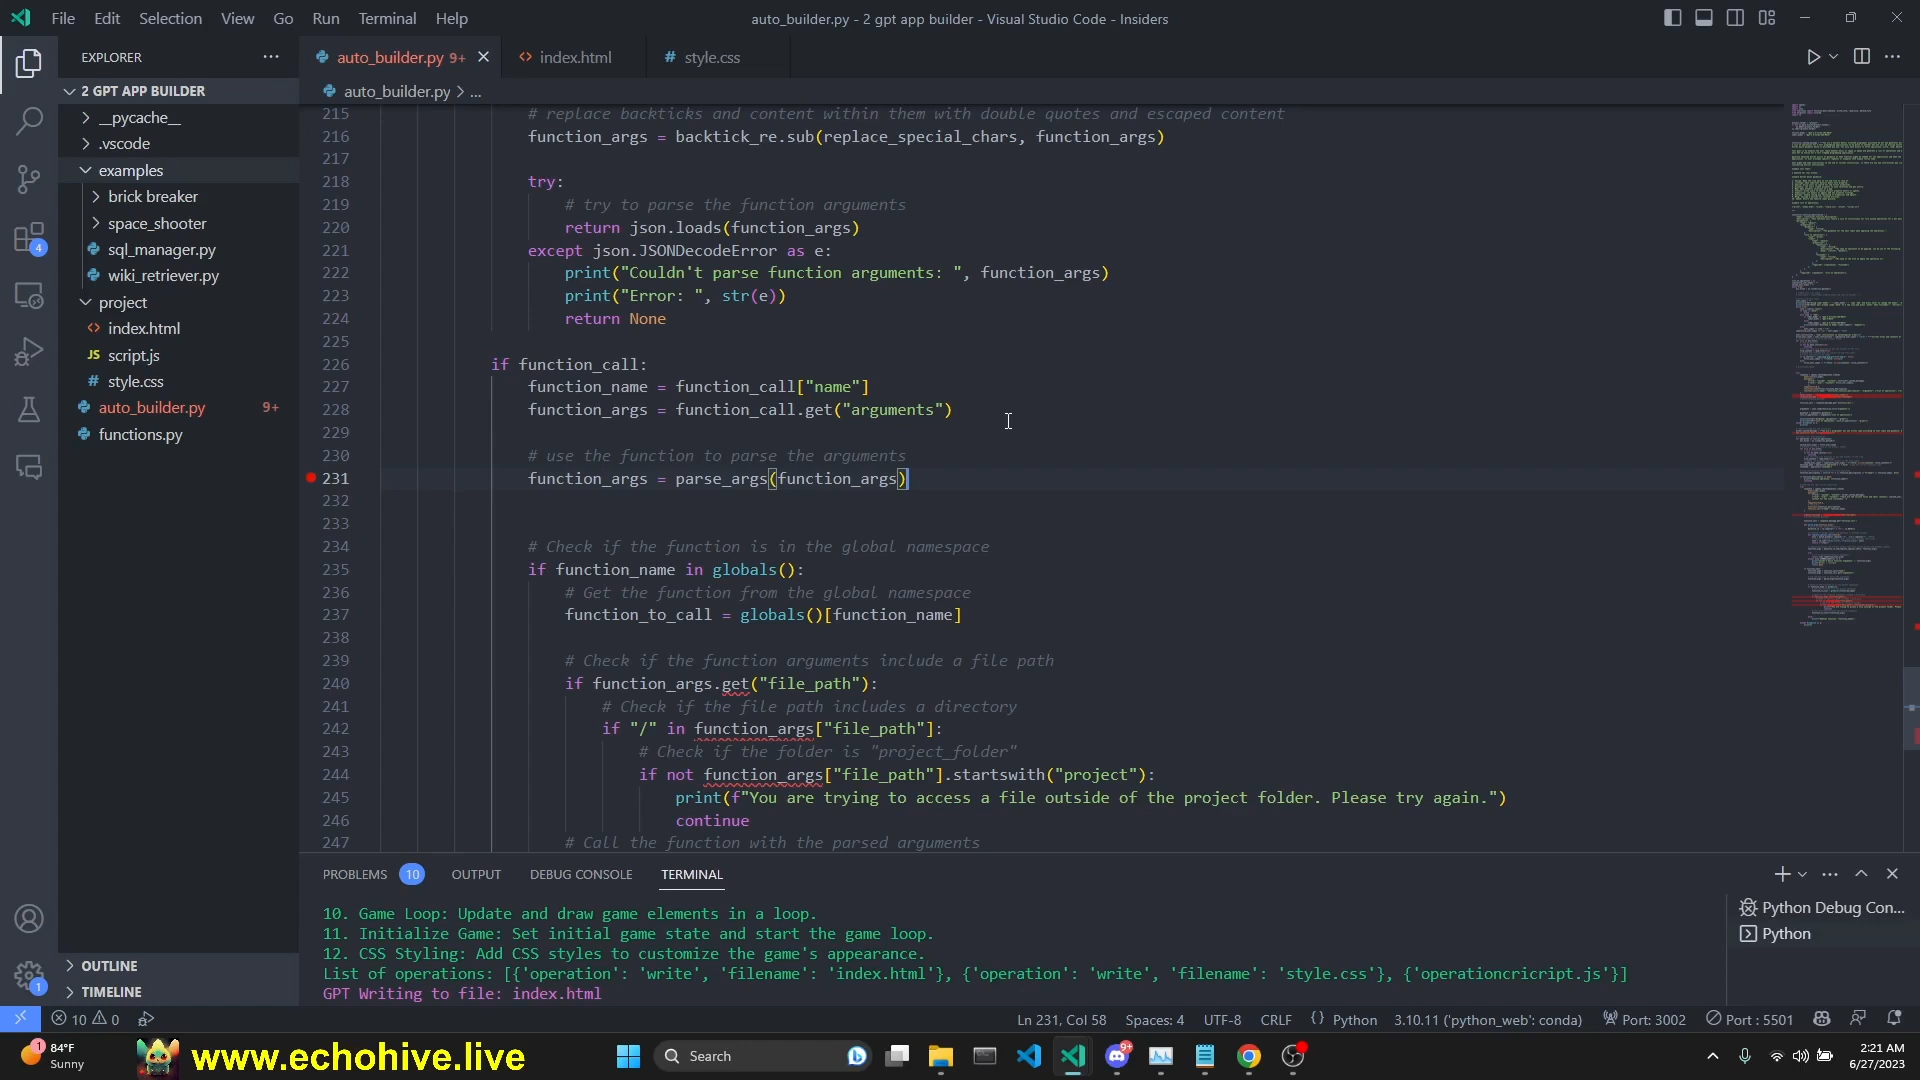 File Edit Selection View Go Run Terminal Help
auto_builder.py - 2 gpt app builder - Visual Studio Code - Insiders
EXPLORER
auto_builder.py 9+
index.html
# style.css
2 GPT APP BUILDER
auto_builder.py > ...
__pycache__
.vscode
examples
brick breaker
space_shooter
sql_manager.py
wiki_retriever.py
project
index.html
JS script.js
# style.css
auto_builder.py 9+
functions.py
4
215 # replace backticks and content within them with double quotes and escaped content
216 function_args = backtick_re.sub(replace_special_chars, function_args)
217
218 try:
219 # try to parse the function arguments
220 return json.loads(function_args)
221 except json.JSONDecodeError as e:
222 print("Couldn't parse function arguments: ", function_args)
223 print("Error: ", str(e))
224 return None
225
226 if function_call:
227 function_name = function_call["name"]
228 function_args = function_call.get("arguments")
229
230 # use the function to parse the arguments
231 function_args = parse_args(function_args)
232
233
234 # Check if the function is in the global namespace
235 if function_name in globals():
236 # Get the function from the global namespace
237 function_to_call = globals()[function_name]
238
239 # Check if the function arguments include a file path
240 if function_args.get("file_path"):
241 # Check if the file path includes a directory
242 if "/" in function_args["file_path"]:
243 # Check if the folder is "project_folder"
244 if not function_args["file_path"].startswith("project"):
245 print(f"You are trying to access a file outside of the project folder. Please try again.")
246 continue
247 # Call the function with the parsed arguments
PROBLEMS 10 OUTPUT DEBUG CONSOLE TERMINAL
10. Game Loop: Update and draw game elements in a loop.
11. Initialize Game: Set initial game state and start the game loop.
12. CSS Styling: Add CSS styles to customize the game's appearance.
List of operations: [{'operation': 'write', 'filename': 'index.html'}, {'operation': 'write', 'filename': 'style.css'}, {'operationcricript.js'}]
GPT Writing to file: index.html
Python Debug Con...
Python
OUTLINE
TIMELINE
1
10 0
Ln 231, Col 58 Spaces: 4 UTF-8 CRLF Python 3.10.11 ('python_web': conda) Port: 3002 Port : 5501
1
84°F
Sunny
www.echohive.live
Search
9+
2:21 AM
6/27/2023